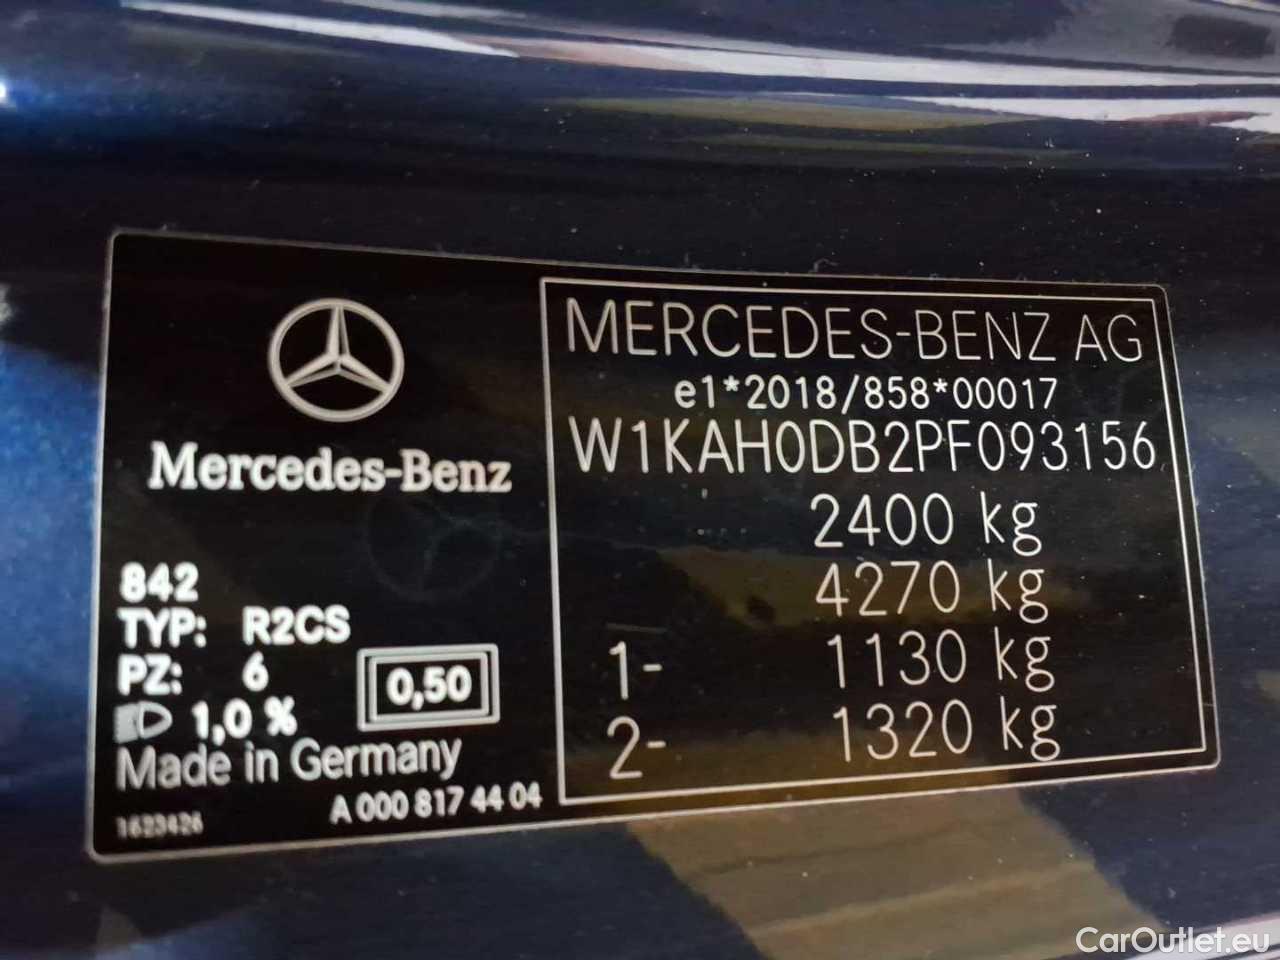 Mercedes-Benz
842
TYP: R2CS
PZ: 6
1,0 %
0,50
Made in Germany
A 000 817 44 04
1623426
MERCEDES-BENZ AG
e1*2018/858*00017
W1KAH0DB2PF093156
2400 kg
4270 kg
1- 1130 kg
2- 1320 kg
CarOutlet.eu